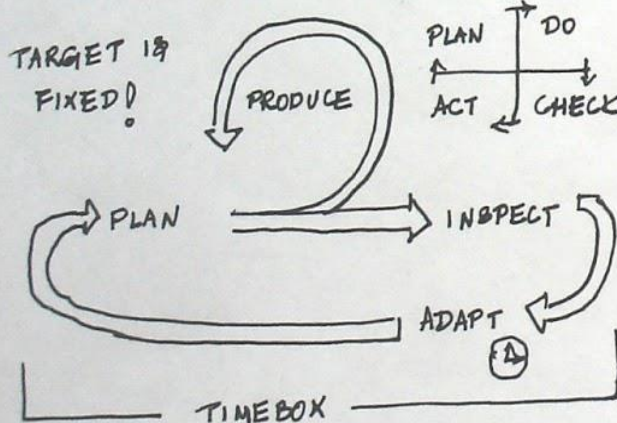 TARGET IS
FIXED!
PRODUCE
PLAN
DO
ACT
CHECK
PLAN
INSPECT
ADAPT
TIMEBOX